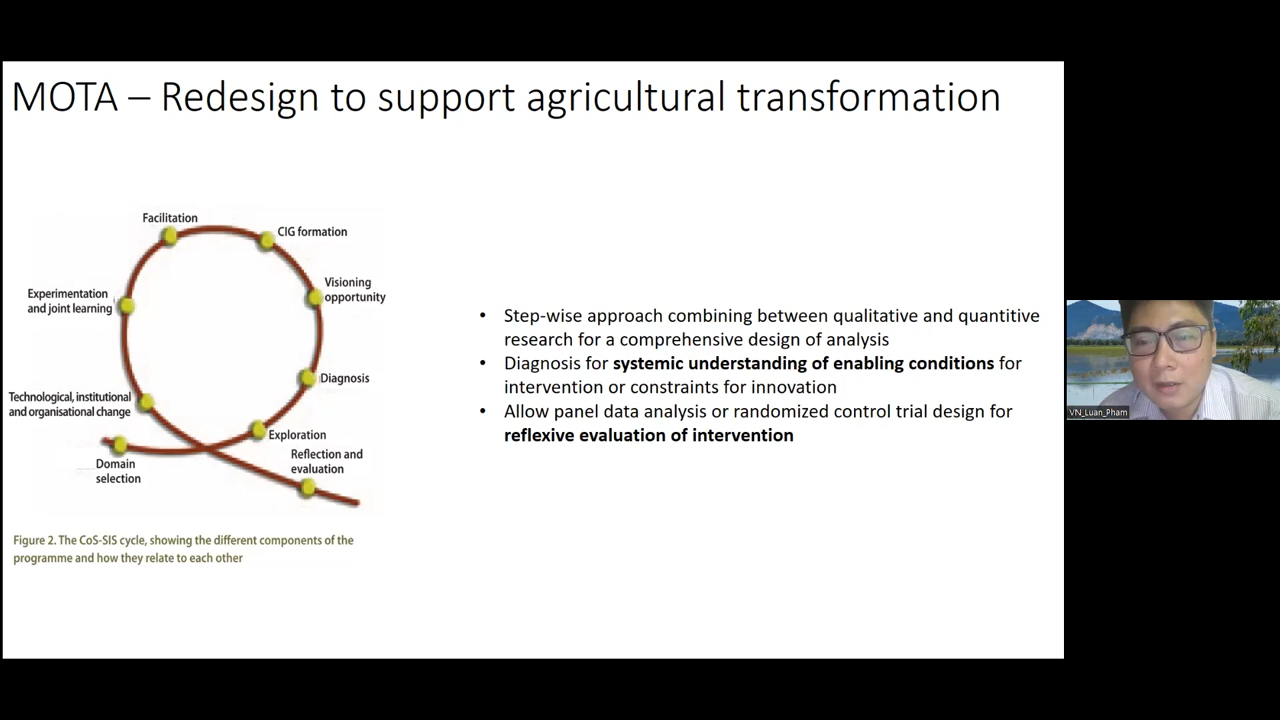 MOTA – Redesign to support agricultural transformation
Facilitation
CIG formation
Visioning
opportunity
Experimentation
and joint learning
Diagnosis
Technological, institutional
and organisational change
Exploration
Reflection and
evaluation
Domain
selection
Figure 2. The CoS-SIS cycle, showing the different components of the
programme and how they relate to each other
• Step-wise approach combining between qualitative and quantitive
research for a comprehensive design of analysis
• Diagnosis for systemic understanding of enabling conditions for
intervention or constraints for innovation
• Allow panel data analysis or randomized control trial design for
reflexive evaluation of intervention
VN_Luan_Pham